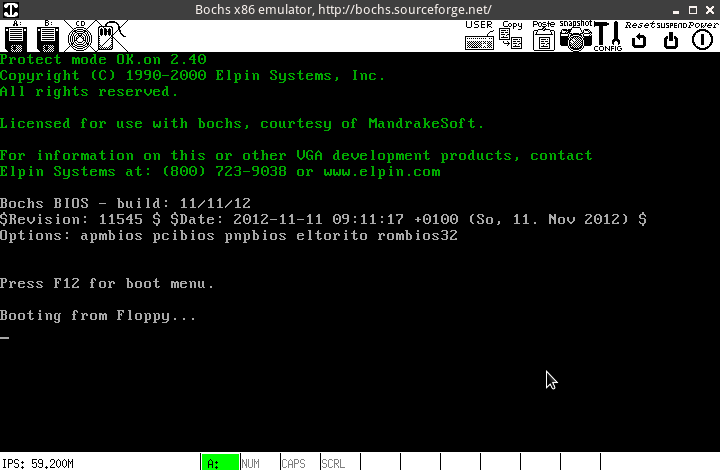 Bochs x86 emulator, http://bochs.sourceforge.net/
A: B: CD USER Copy Paste snapshot CONFIG Reset SUSPEND Power
Protect mode OK.on 2.40
Copyright (C) 1990-2000 Elpin Systems, Inc.
All rights reserved.
Licensed for use with bochs, courtesy of MandrakeSoft.
For information on this or other VGA development products, contact
Elpin Systems at: (800) 723-9038 or www.elpin.com
Bochs BIOS - build: 11/11/12
$Revision: 11545 $ $Date: 2012-11-11 09:11:17 +0100 (So, 11. Nov 2012) $
Options: apmbios pcibios pnpbios eltorito rombios32
Press F12 for boot menu.
Booting from Floppy...
_
IPS: 59.200M A: NUM CAPS SCRL